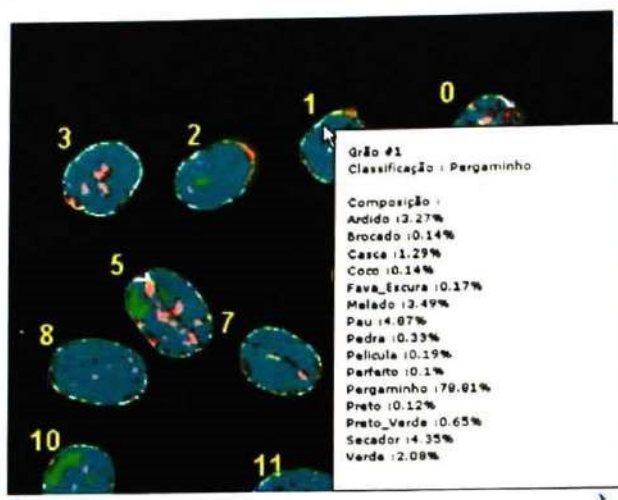 3
2
1
0
Grão #1
Classificação : Pergaminho
Composição :
Ardido :3.27%
Brocado :0.14%
Casca :1.29%
Coco :0.14%
Fava_Escura :0.17%
Melado :3.49%
Pau :4.87%
Pedra :0.33%
Pelicula :0.19%
Perfeito :0.1%
Pergaminho :78.81%
Preto :0.12%
Preto_Verde :0.65%
Secador :4.35%
Verde :2.08%
5
7
8
10
11